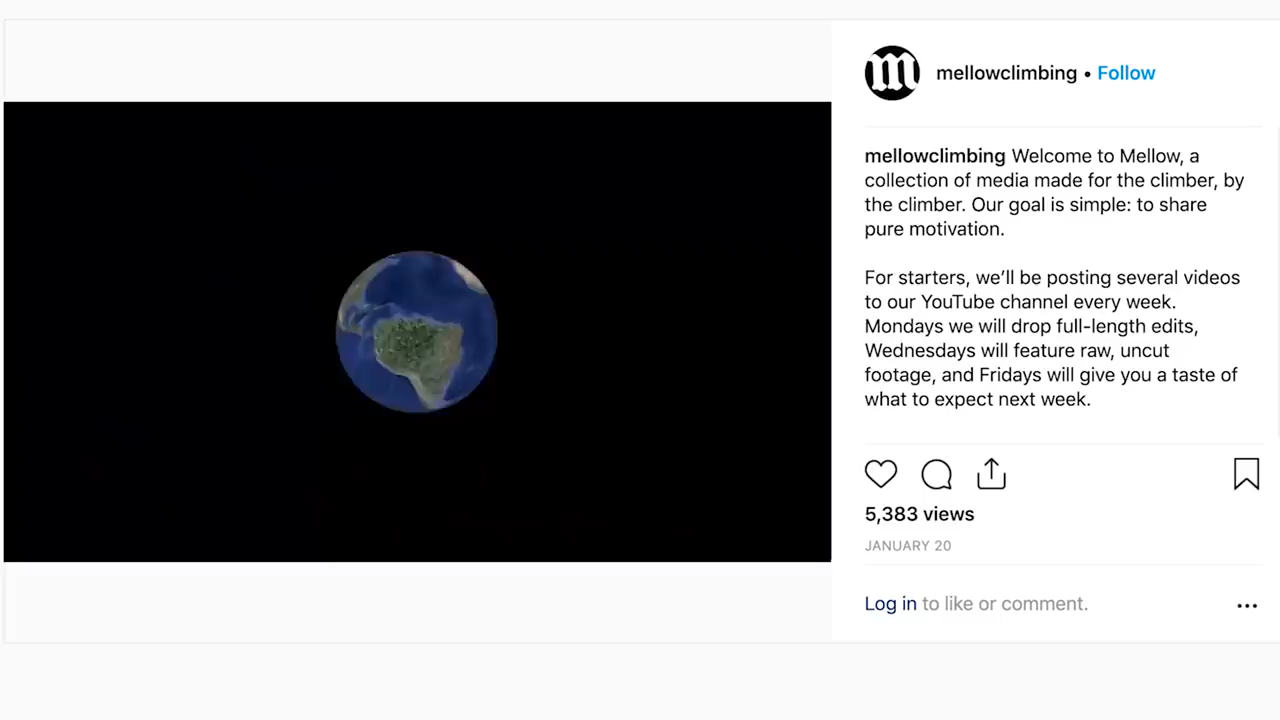 m
mellowclimbing • Follow
mellowclimbing Welcome to Mellow, a
collection of media made for the climber, by
the climber. Our goal is simple: to share
pure motivation.
For starters, we’ll be posting several videos
to our YouTube channel every week.
Mondays we will drop full-length edits,
Wednesdays will feature raw, uncut
footage, and Fridays will give you a taste of
what to expect next week.
5,383 views
JANUARY 20
Log in to like or comment.